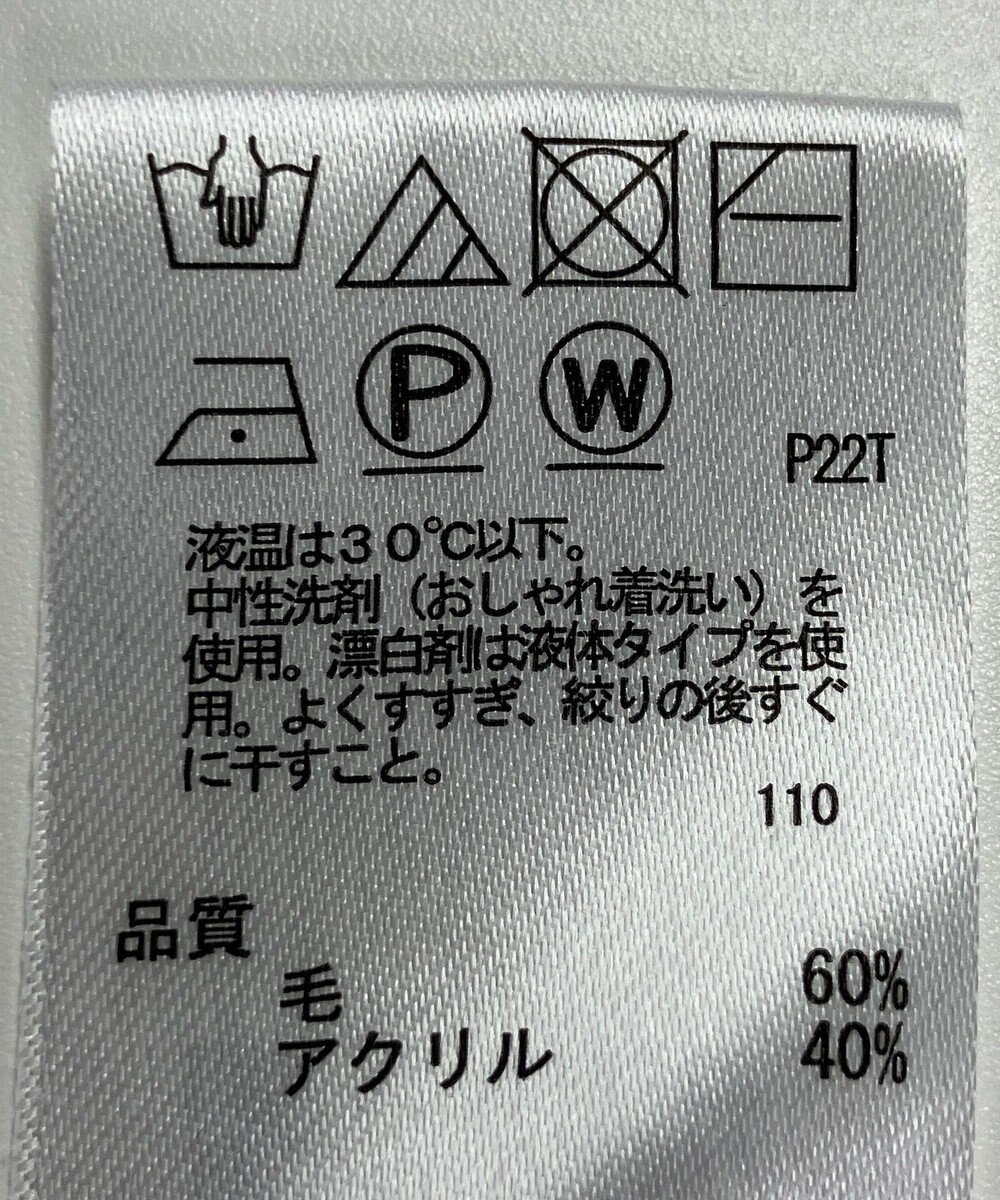 P W
P22T
液温は30℃以下。
中性洗剤（おしゃれ着洗い）を
使用。漂白剤は液体タイプを使
用。よくすすぎ、絞りの後すぐ
に干すこと。
110
品質
毛 60%
アクリル 40%